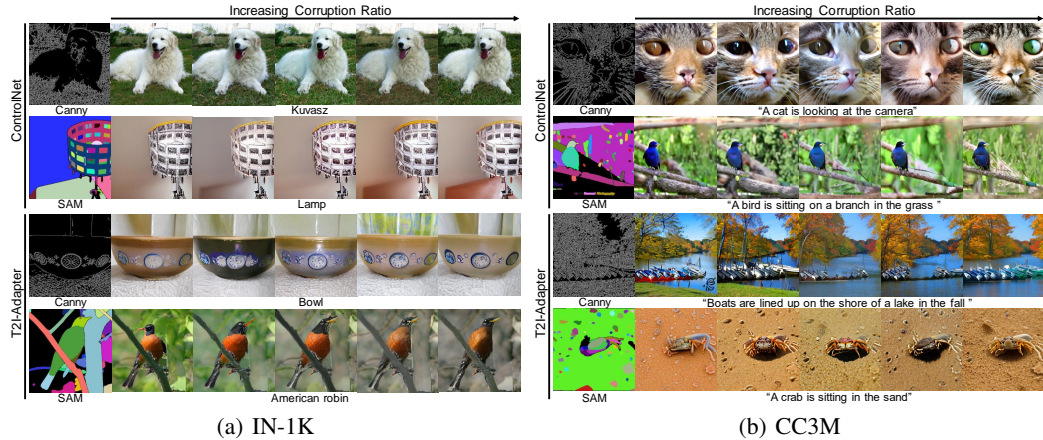 Increasing Corruption Ratio
ControlNet
Canny
Kuvasz
SAM
Lamp
T2I-Adapter
Canny
Bowl
SAM
American robin
(a) IN-1K
Increasing Corruption Ratio
ControlNet
Canny
"A cat is looking at the camera"
SAM
"A bird is sitting on a branch in the grass "
T2I-Adapter
Canny
"Boats are lined up on the shore of a lake in the fall "
SAM
"A crab is sitting in the sand"
(b) CC3M